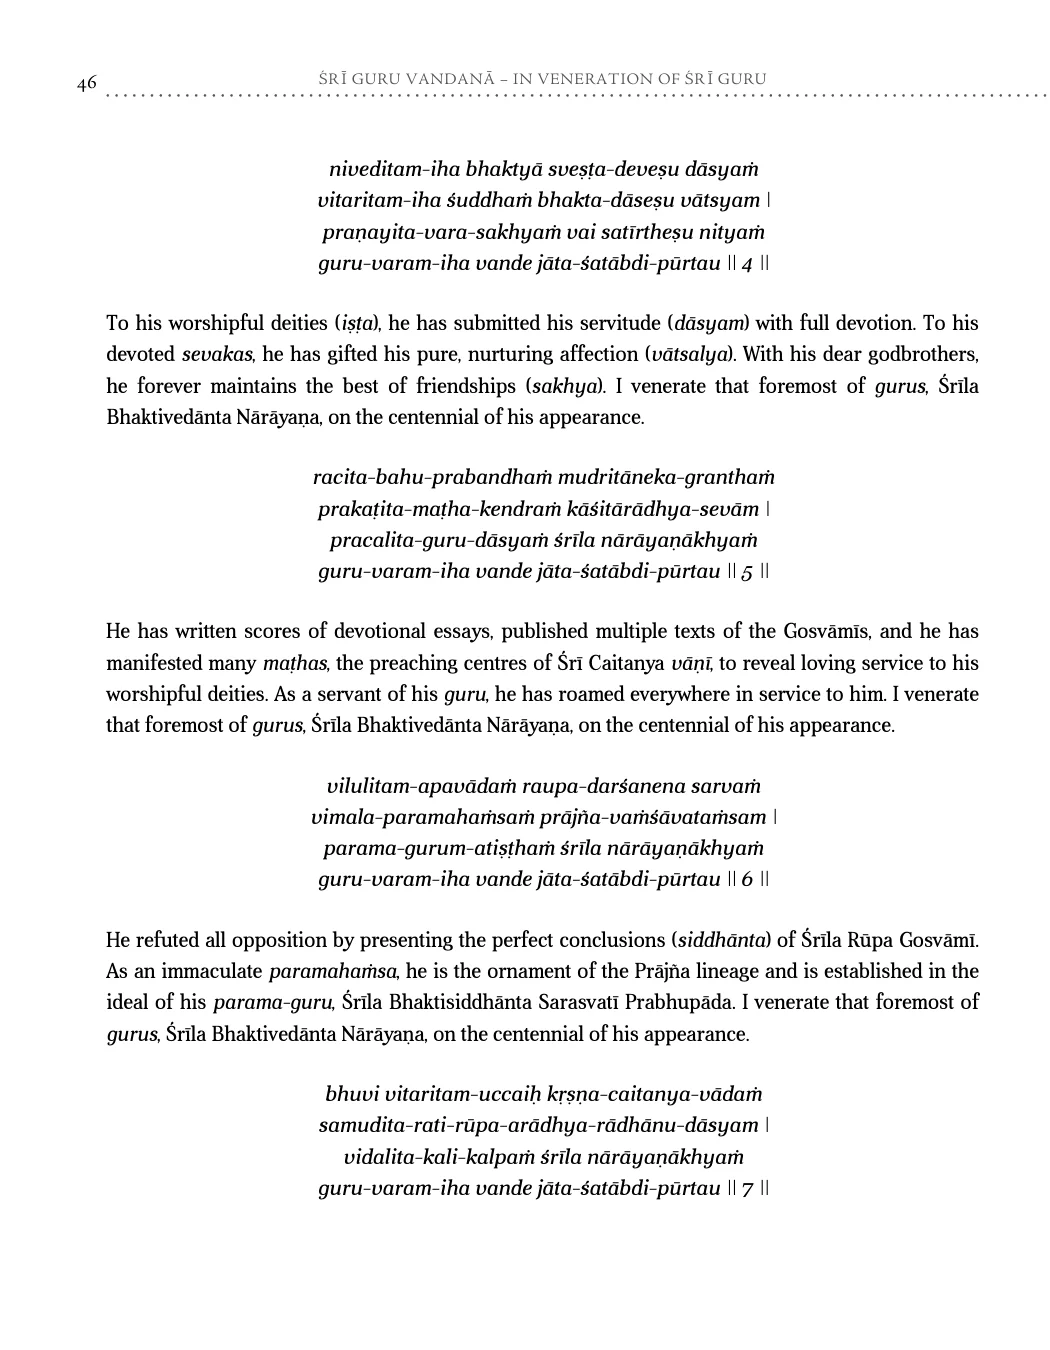 46
ŚRĪ GURU VANDANĀ – IN VENERATION OF ŚRĪ GURU
niveditam-iha bhaktyā sveṣṭa-deveṣu dāsyaṁ
vitaritam-iha śuddhaṁ bhakta-dāseṣu vātsyam |
praṇayita-vara-sakhyaṁ vai satīrtheṣu nityaṁ
guru-varam-iha vande jāta-śatābdi-pūrtau || 4 ||
To his worshipful deities (iṣṭa), he has submitted his servitude (dāsyam) with full devotion. To his
devoted sevakas, he has gifted his pure, nurturing affection (vātsalya). With his dear godbrothers,
he forever maintains the best of friendships (sakhya). I venerate that foremost of gurus, Śrīla
Bhaktivedānta Nārāyaṇa, on the centennial of his appearance.
racita-bahu-prabandhaṁ mudritāneka-granthaṁ
prakaṭita-maṭha-kendraṁ kāśitārādhya-sevām |
pracalita-guru-dāsyaṁ śrīla nārāyaṇākhyaṁ
guru-varam-iha vande jāta-śatābdi-pūrtau || 5 ||
He has written scores of devotional essays, published multiple texts of the Gosvāmīs, and he has
manifested many maṭhas, the preaching centres of Śrī Caitanya vāṇī, to reveal loving service to his
worshipful deities. As a servant of his guru, he has roamed everywhere in service to him. I venerate
that foremost of gurus, Śrīla Bhaktivedānta Nārāyaṇa, on the centennial of his appearance.
vilulitam-apavādaṁ raupa-darśanena sarvaṁ
vimala-paramahaṁsaṁ prājña-vaṁśāvataṁsam |
parama-gurum-atiṣṭhaṁ śrīla nārāyaṇākhyaṁ
guru-varam-iha vande jāta-śatābdi-pūrtau || 6 ||
He refuted all opposition by presenting the perfect conclusions (siddhānta) of Śrīla Rūpa Gosvāmī.
As an immaculate paramahaṁsa, he is the ornament of the Prājña lineage and is established in the
ideal of his parama-guru, Śrīla Bhaktisiddhānta Sarasvatī Prabhupāda. I venerate that foremost of
gurus, Śrīla Bhaktivedānta Nārāyaṇa, on the centennial of his appearance.
bhuvi vitaritam-uccaiḥ kṛṣṇa-caitanya-vādaṁ
samudita-rati-rūpa-arādhya-rādhānu-dāsyam |
vidalita-kali-kalpaṁ śrīla nārāyaṇākhyaṁ
guru-varam-iha vande jāta-śatābdi-pūrtau || 7 ||